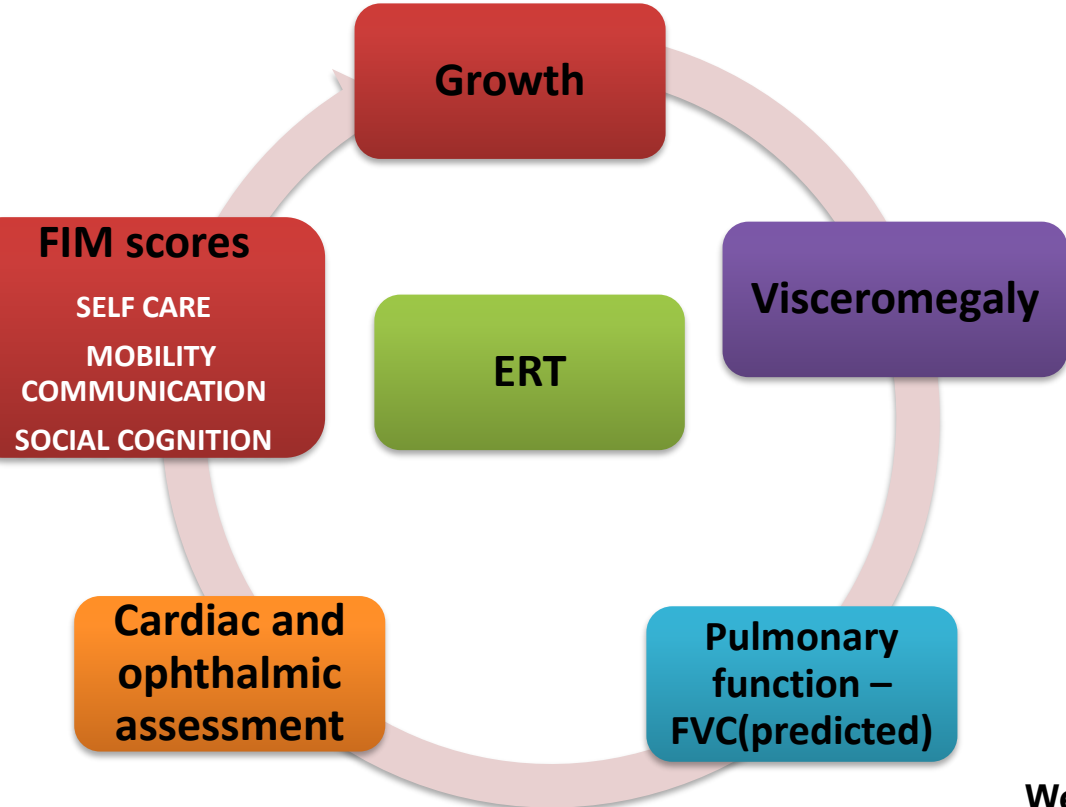 Growth
FIM scores
SELF CARE
MOBILITY
COMMUNICATION
SOCIAL COGNITION
Visceromegaly
ERT
Cardiac and
ophthalmic
assessment
Pulmonary
function –
FVC(predicted)
We